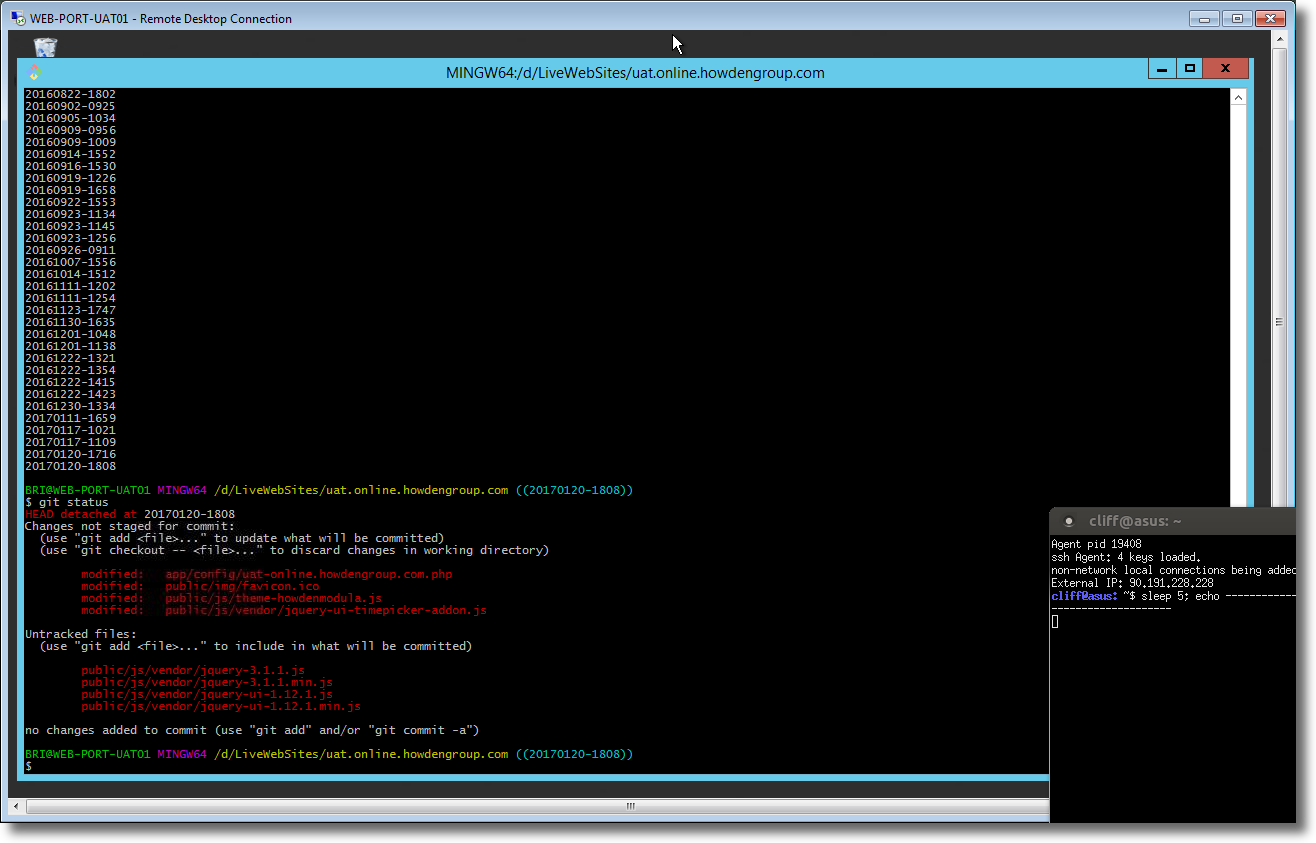 WEB-PORT-UAT01 - Remote Desktop Connection
MINGW64:/d/LiveWebSites/uat.online.howdengroup.com
20160822-1802
20160902-0925
20160905-1034
20160909-0956
20160909-1009
20160914-1552
20160916-1530
20160919-1226
20160919-1658
20160922-1553
20160923-1134
20160923-1145
20160923-1256
20160926-0911
20161007-1556
20161014-1512
20161111-1202
20161111-1254
20161123-1747
20161130-1635
20161201-1048
20161201-1138
20161222-1321
20161222-1354
20161222-1415
20161222-1423
20161230-1334
20170111-1659
20170117-1021
20170117-1109
20170120-1716
20170120-1808
BRI@WEB-PORT-UAT01 MINGW64 /d/LiveWebSites/uat.online.howdengroup.com ((20170120-1808))
$ git status
HEAD detached at 20170120-1808
Changes not staged for commit:
(use "git add <file>..." to update what will be committed)
(use "git checkout -- <file>..." to discard changes in working directory)
modified: app/config/uat-online.howdengroup.com.php
modified: public/img/favicon.ico
modified: public/js/theme-howdenmodula.js
modified: public/js/vendor/jquery-ui-timepicker-addon.js
Untracked files:
(use "git add <file>..." to include in what will be committed)
public/js/vendor/jquery-3.1.1.js
public/js/vendor/jquery-3.1.1.min.js
public/js/vendor/jquery-ui-1.12.1.js
public/js/vendor/jquery-ui-1.12.1.min.js
no changes added to commit (use "git add" and/or "git commit -a")
BRI@WEB-PORT-UAT01 MINGW64 /d/LiveWebSites/uat.online.howdengroup.com ((20170120-1808))
$
cliff@asus: ~
Agent pid 19408
ssh Agent: 4 keys loaded.
non-network local connections being added
External IP: 90.191.228.228
cliff@asus: ~$ sleep 5; echo ------------
--------------------